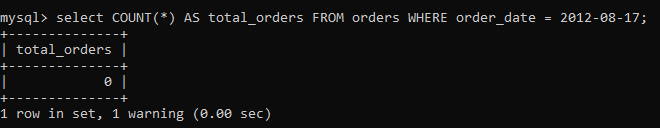 mysql> select COUNT(*) AS total_orders FROM orders WHERE order_date = 2012-08-17;
+--------------+
| total_orders |
+--------------+
|            0 |
+--------------+
1 row in set, 1 warning (0.00 sec)